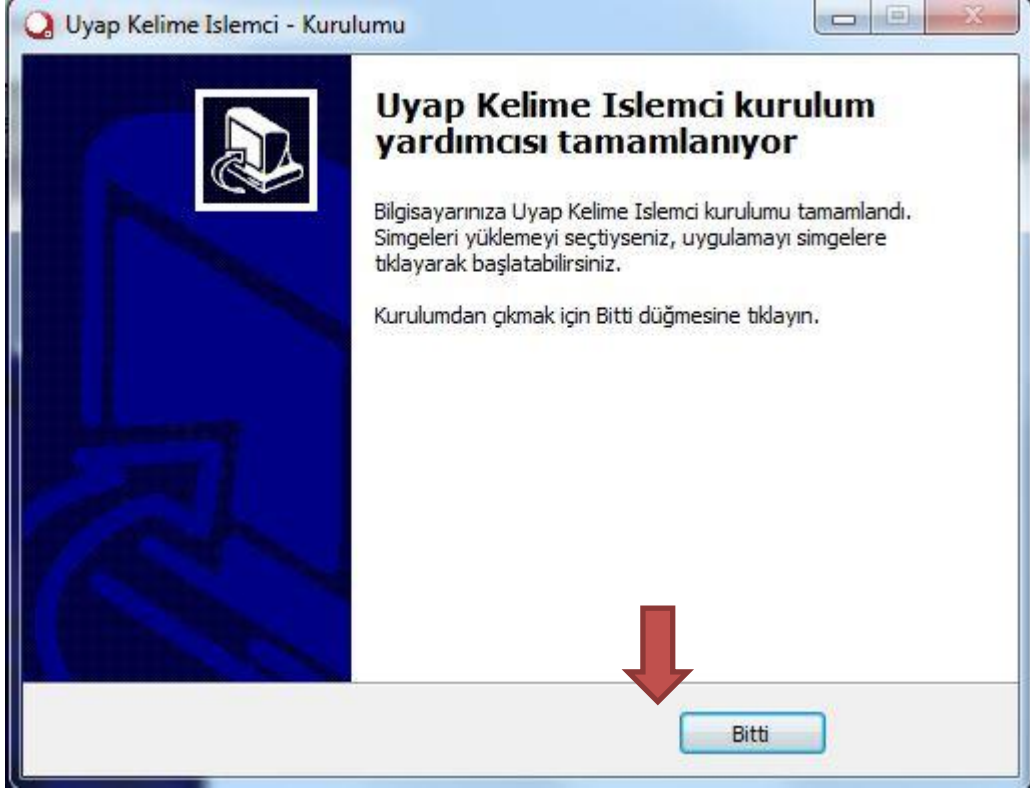 Uyap Kelime Islemci - Kurulumu
Uyap Kelime Islemci kurulum
yardımcısı tamamlanıyor
Bilgisayarınıza Uyap Kelime Islemci kurulumu tamamlandı.
Simgeleri yüklemeyi seçtiyseniz, uygulamayı simgelere
tıklayarak başlatabilirsiniz.
Kurulumdan çıkmak için Bitti düğmesine tıklayın.
Bitti